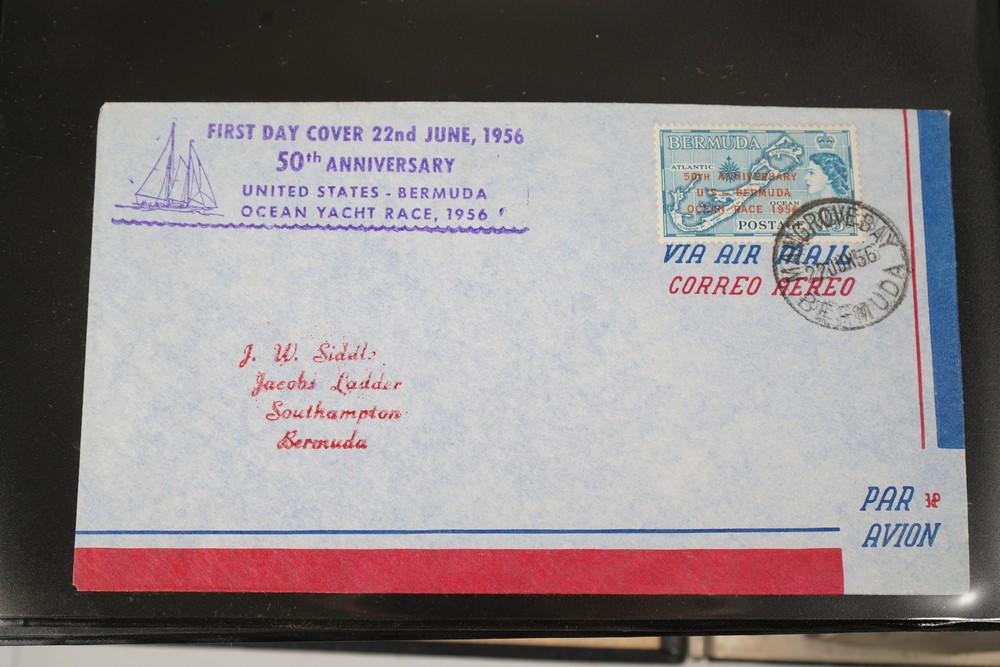 FIRST DAY COVER 22nd JUNE, 1956
50th ANNIVERSARY
UNITED STATES - BERMUDA
OCEAN YACHT RACE, 1956
BERMUDA
ATLANTIC
50TH ANNIVERSARY
US – BERMUDA
OCEAN RACE 1956
OCEAN
POSTAGE
MANGROVE BAY
22 JUN 56
BERMUDA
VIA AIR MAIL
CORREO AEREO
J. W.
Jacobs Ladder
Southampton
Bermuda
PAR
AVION